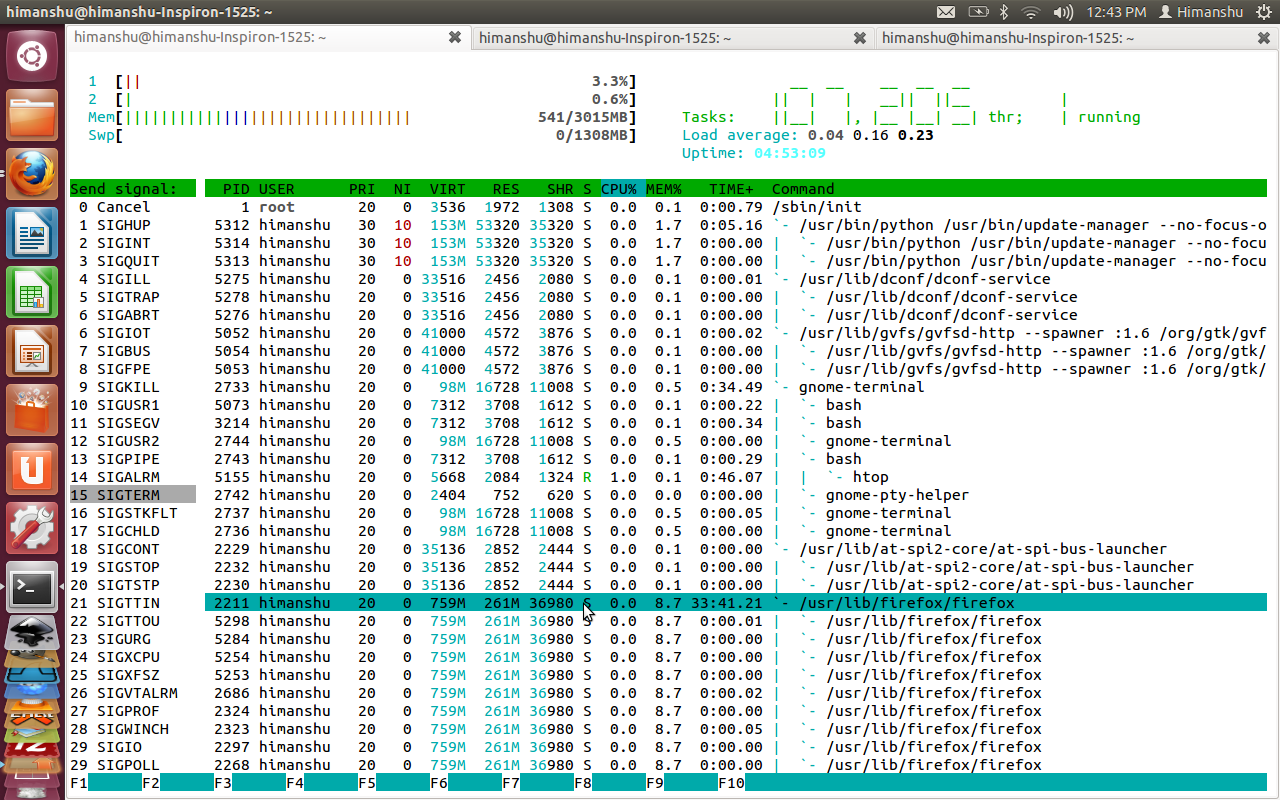 himanshu@himanshu-Inspiron-1525: ~ 12:43 PM Himanshu
himanshu@himanshu-Inspiron-1525: ~ himanshu@himanshu-Inspiron-1525: ~ himanshu@himanshu-Inspiron-1525: ~
1 [|| 3.3%]
2 [| 0.6%]
Mem[|||||||||||||||||||||||||||||||| 541/3015MB] Tasks: thr; running
Swp[ 0/1308MB] Load average: 0.04 0.16 0.23
Uptime: 04:53:09
Send signal: PID USER PRI NI VIRT RES SHR S CPU% MEM% TIME+ Command
0 Cancel 1 root 20 0 3536 1972 1308 S 0.0 0.1 0:00.79 /sbin/init
1 SIGHUP 5312 himanshu 30 10 153M 53320 35320 S 0.0 1.7 0:05.16 `- /usr/bin/python /usr/bin/update-manager --no-focus-o
2 SIGINT 5314 himanshu 30 10 153M 53320 35320 S 0.0 1.7 0:00.00 | `- /usr/bin/python /usr/bin/update-manager --no-focu
3 SIGQUIT 5313 himanshu 30 10 153M 53320 35320 S 0.0 1.7 0:00.00 | `- /usr/bin/python /usr/bin/update-manager --no-focu
4 SIGILL 5275 himanshu 20 0 33516 2456 2080 S 0.0 0.1 0:00.01 `- /usr/lib/dconf/dconf-service
5 SIGTRAP 5278 himanshu 20 0 33516 2456 2080 S 0.0 0.1 0:00.00 | `- /usr/lib/dconf/dconf-service
6 SIGABRT 5276 himanshu 20 0 33516 2456 2080 S 0.0 0.1 0:00.00 | `- /usr/lib/dconf/dconf-service
6 SIGIOT 5052 himanshu 20 0 41000 4572 3876 S 0.0 0.1 0:00.02 `- /usr/lib/gvfs/gvfsd-http --spawner :1.6 /org/gtk/gvf
7 SIGBUS 5054 himanshu 20 0 41000 4572 3876 S 0.0 0.1 0:00.00 | `- /usr/lib/gvfs/gvfsd-http --spawner :1.6 /org/gtk/
8 SIGFPE 5053 himanshu 20 0 41000 4572 3876 S 0.0 0.1 0:00.00 | `- /usr/lib/gvfs/gvfsd-http --spawner :1.6 /org/gtk/
9 SIGKILL 2733 himanshu 20 0 98M 16728 11008 S 0.0 0.5 0:34.49 `- gnome-terminal
10 SIGUSR1 5073 himanshu 20 0 7312 3708 1612 S 0.0 0.1 0:00.22 | `- bash
11 SIGSEGV 3214 himanshu 20 0 7312 3708 1612 S 0.0 0.1 0:00.34 | `- bash
12 SIGUSR2 2744 himanshu 20 0 98M 16728 11008 S 0.0 0.5 0:00.00 | `- gnome-terminal
13 SIGPIPE 2743 himanshu 20 0 7312 3708 1612 S 0.0 0.1 0:00.29 | `- bash
14 SIGALRM 5155 himanshu 20 0 5668 2084 1324 R 1.0 0.1 0:46.07 | | `- htop
15 SIGTERM 2742 himanshu 20 0 2404 752 620 S 0.0 0.0 0:00.00 | `- gnome-pty-helper
16 SIGSTKFLT 2737 himanshu 20 0 98M 16728 11008 S 0.0 0.5 0:00.05 | `- gnome-terminal
17 SIGCHLD 2736 himanshu 20 0 98M 16728 11008 S 0.0 0.5 0:00.00 | `- gnome-terminal
18 SIGCONT 2229 himanshu 20 0 35136 2852 2444 S 0.0 0.1 0:00.00 `- /usr/lib/at-spi2-core/at-spi-bus-launcher
19 SIGSTOP 2232 himanshu 20 0 35136 2852 2444 S 0.0 0.1 0:00.00 | `- /usr/lib/at-spi2-core/at-spi-bus-launcher
20 SIGTSTP 2230 himanshu 20 0 35136 2852 2444 S 0.0 0.1 0:00.00 | `- /usr/lib/at-spi2-core/at-spi-bus-launcher
21 SIGTTIN 2211 himanshu 20 0 759M 261M 36980 S 0.0 8.7 33:41.21 `- /usr/lib/firefox/firefox
22 SIGTTOU 5298 himanshu 20 0 759M 261M 36980 S 0.0 8.7 0:00.01 | `- /usr/lib/firefox/firefox
23 SIGURG 5284 himanshu 20 0 759M 261M 36980 S 0.0 8.7 0:00.00 | `- /usr/lib/firefox/firefox
24 SIGXCPU 5254 himanshu 20 0 759M 261M 36980 S 0.0 8.7 0:00.00 | `- /usr/lib/firefox/firefox
25 SIGXFSZ 5253 himanshu 20 0 759M 261M 36980 S 0.0 8.7 0:00.00 | `- /usr/lib/firefox/firefox
26 SIGVTALRM 2686 himanshu 20 0 759M 261M 36980 S 0.0 8.7 0:00.02 | `- /usr/lib/firefox/firefox
27 SIGPROF 2324 himanshu 20 0 759M 261M 36980 S 0.0 8.7 0:00.00 | `- /usr/lib/firefox/firefox
28 SIGWINCH 2323 himanshu 20 0 759M 261M 36980 S 0.0 8.7 0:00.05 | `- /usr/lib/firefox/firefox
29 SIGIO 2297 himanshu 20 0 759M 261M 36980 S 0.0 8.7 0:00.00 | `- /usr/lib/firefox/firefox
29 SIGPOLL 2268 himanshu 20 0 759M 261M 36980 S 0.0 8.7 0:00.00 | `- /usr/lib/firefox/firefox
F1 F2 F3 F4 F5 F6 F7 F8 F9 F10